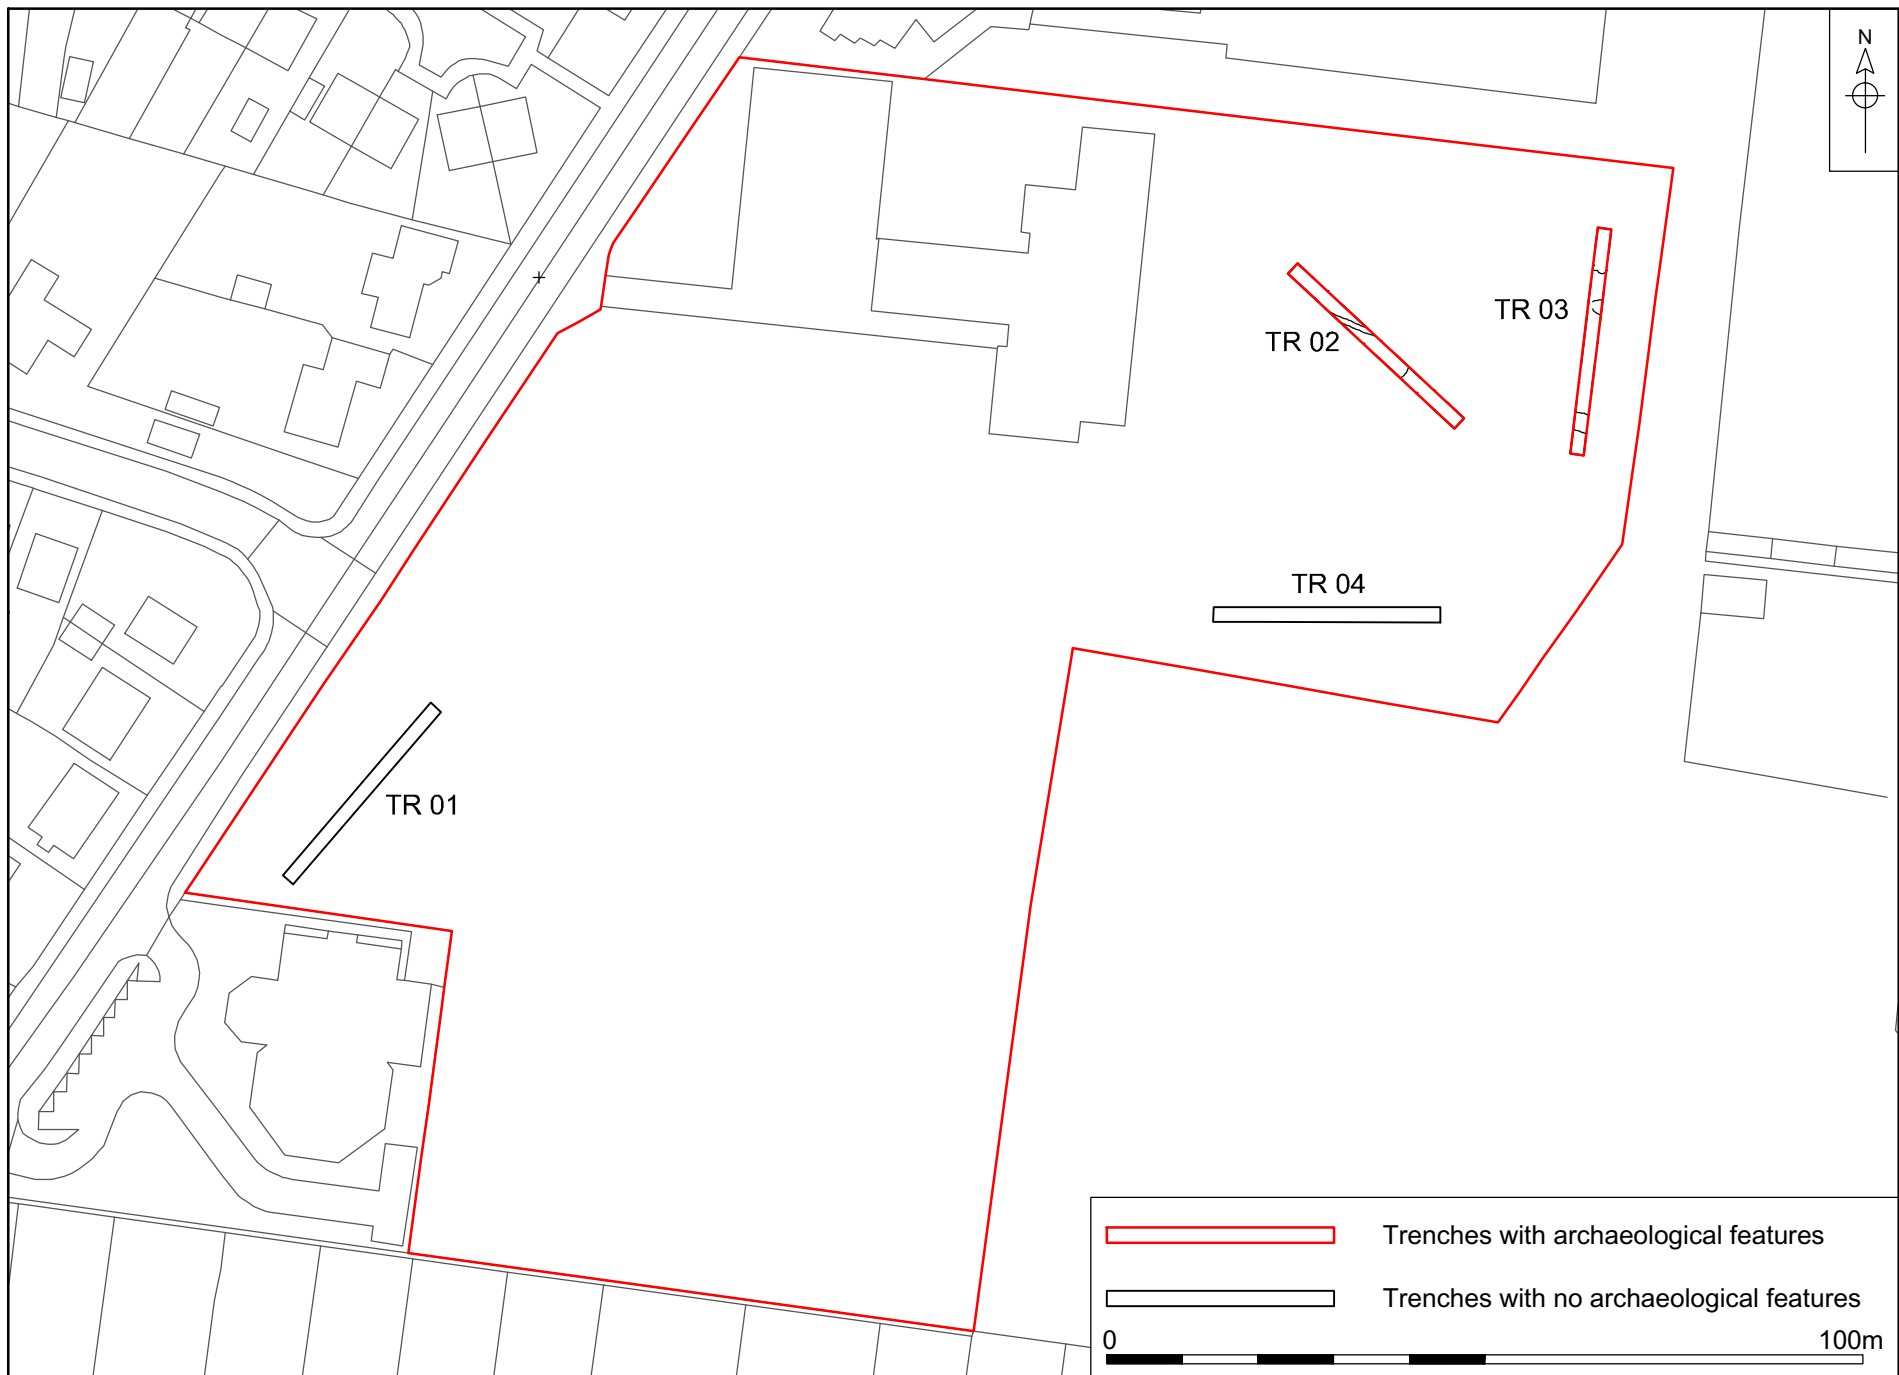 N
TR 03
TR 02
TR 04
TR 01
Trenches with archaeological features
Trenches with no archaeological features
0 100m